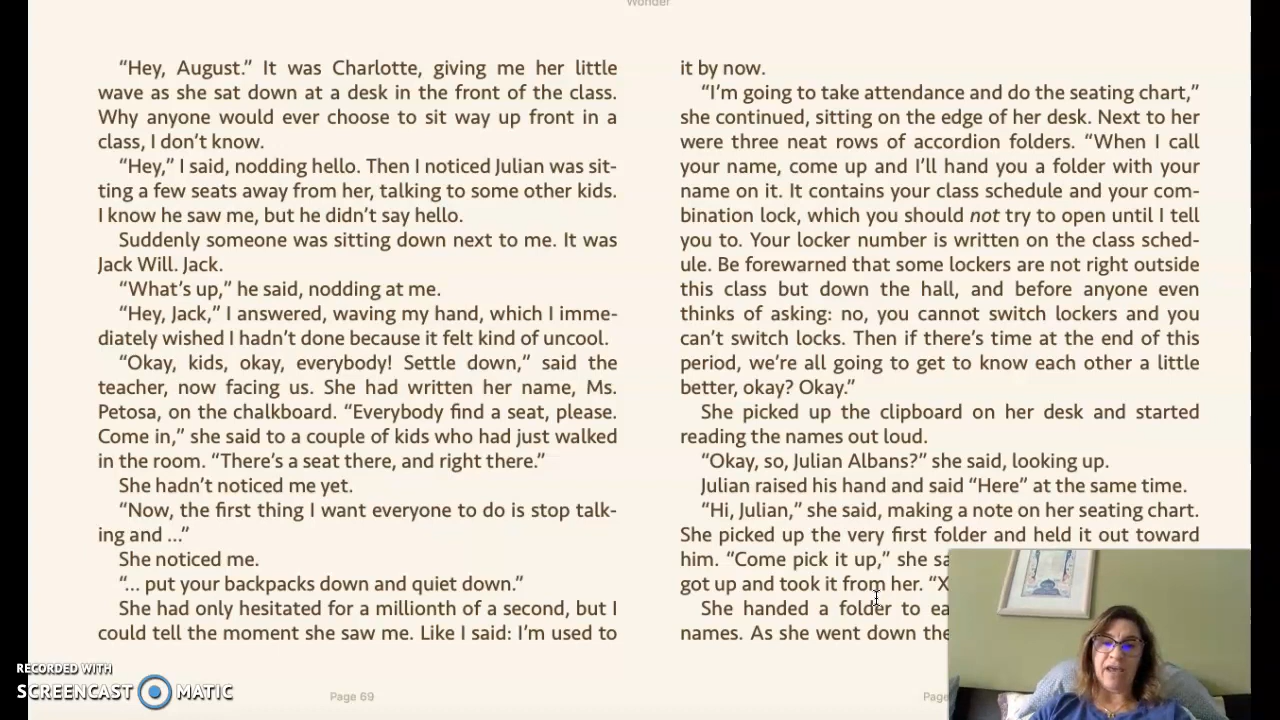 Wonder
“Hey, August.” It was Charlotte, giving me her little
wave as she sat down at a desk in the front of the class.
Why anyone would ever choose to sit way up front in a
class, I don’t know.
“Hey,” I said, nodding hello. Then I noticed Julian was sit-
ting a few seats away from her, talking to some other kids.
I know he saw me, but he didn’t say hello.
Suddenly someone was sitting down next to me. It was
Jack Will. Jack.
“What’s up,” he said, nodding at me.
“Hey, Jack,” I answered, waving my hand, which I imme-
diately wished I hadn’t done because it felt kind of uncool.
“Okay, kids, okay, everybody! Settle down,” said the
teacher, now facing us. She had written her name, Ms.
Petosa, on the chalkboard. “Everybody find a seat, please.
Come in,” she said to a couple of kids who had just walked
in the room. “There’s a seat there, and right there.”
She hadn’t noticed me yet.
“Now, the first thing I want everyone to do is stop talk-
ing and ...”
She noticed me.
“... put your backpacks down and quiet down.”
She had only hesitated for a millionth of a second, but I
could tell the moment she saw me. Like I said: I’m used to
Page 69
it by now.
“I’m going to take attendance and do the seating chart,”
she continued, sitting on the edge of her desk. Next to her
were three neat rows of accordion folders. “When I call
your name, come up and I’ll hand you a folder with your
name on it. It contains your class schedule and your com-
bination lock, which you should not try to open until I tell
you to. Your locker number is written on the class sched-
ule. Be forewarned that some lockers are not right outside
this class but down the hall, and before anyone even
thinks of asking: no, you cannot switch lockers and you
can’t switch locks. Then if there’s time at the end of this
period, we’re all going to get to know each other a little
better, okay? Okay.”
She picked up the clipboard on her desk and started
reading the names out loud.
“Okay, so, Julian Albans?” she said, looking up.
Julian raised his hand and said “Here” at the same time.
“Hi, Julian,” she said, making a note on her seating chart.
She picked up the very first folder and held it out toward
him. “Come pick it up,” she sa
got up and took it from her. “X
She handed a folder to ea
names. As she went down the
Pag
RECORDED WITH
SCREENCAST MATIC